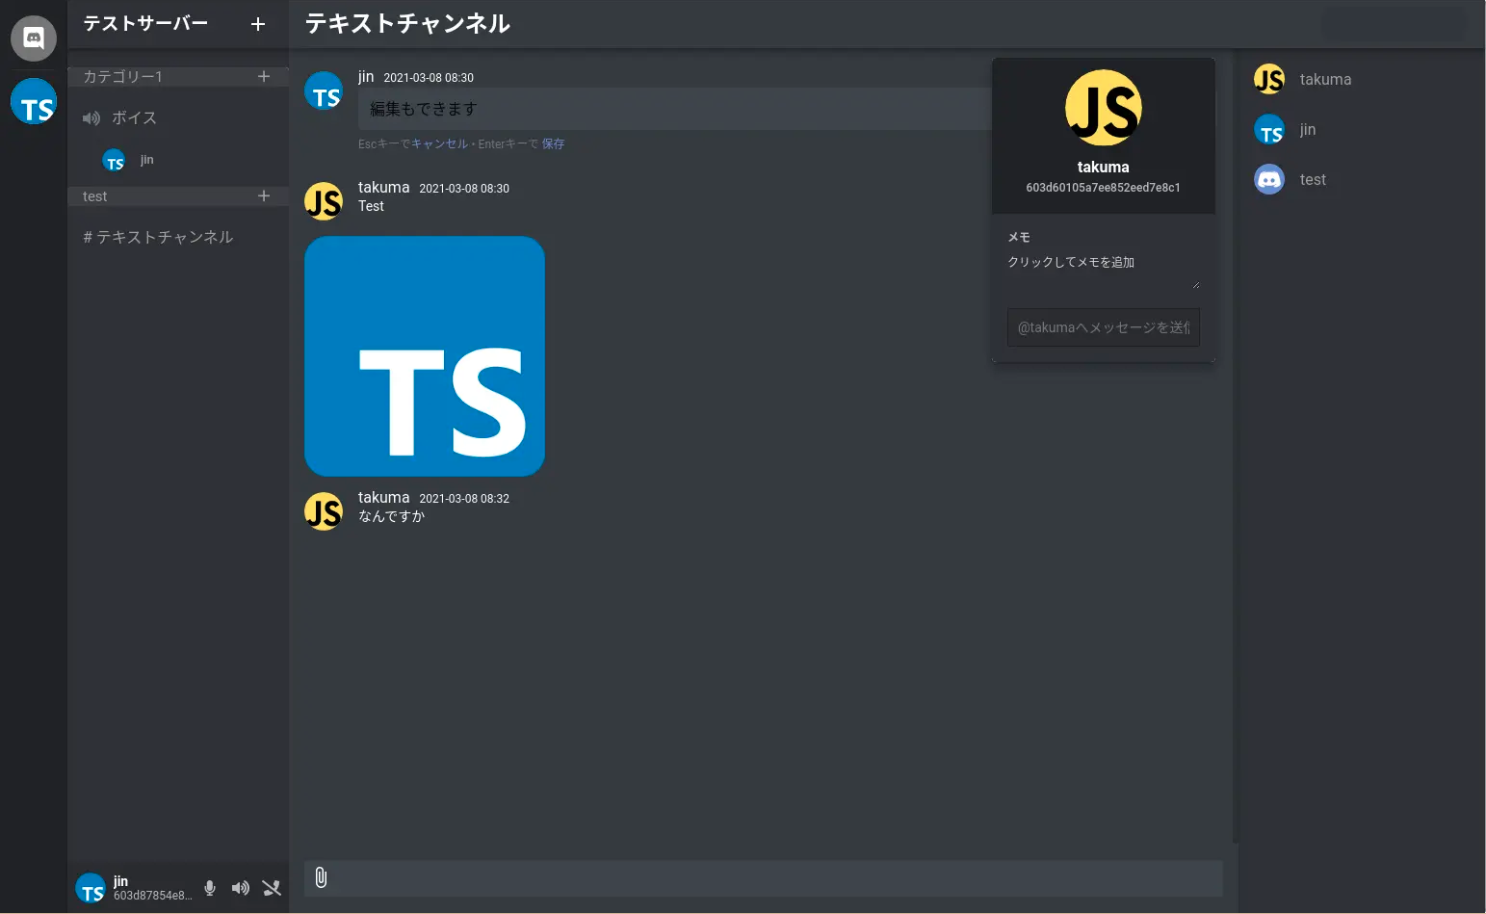 テストサーバー +
カテゴリー1 +
ボイス
TS jin
test +
# テキストチャンネル
TS
TS jin
603d87854e8...
テキストチャンネル
TS jin 2021-03-08 08:30
編集もできます
Escキーでキャンセル • Enterキーで 保存
JS takuma 2021-03-08 08:30
Test
TS
JS takuma 2021-03-08 08:32
なんですか
JS
takuma
603d60105a7ee852eed7e8c1
メモ
クリックしてメモを追加
@takumaへメッセージを送信
JS takuma
TS jin
test